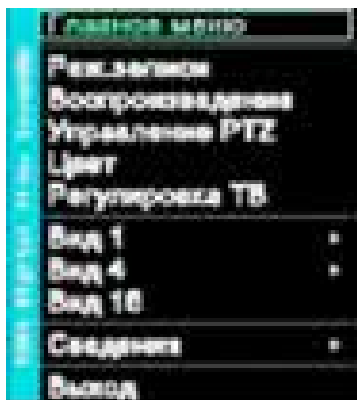 Главное меню
Реж.записи
Воспроизведение
Управление PTZ
Цвет
Регулировка ТВ
Вид 1
Вид 4
Вид 16
Сведения
Выход